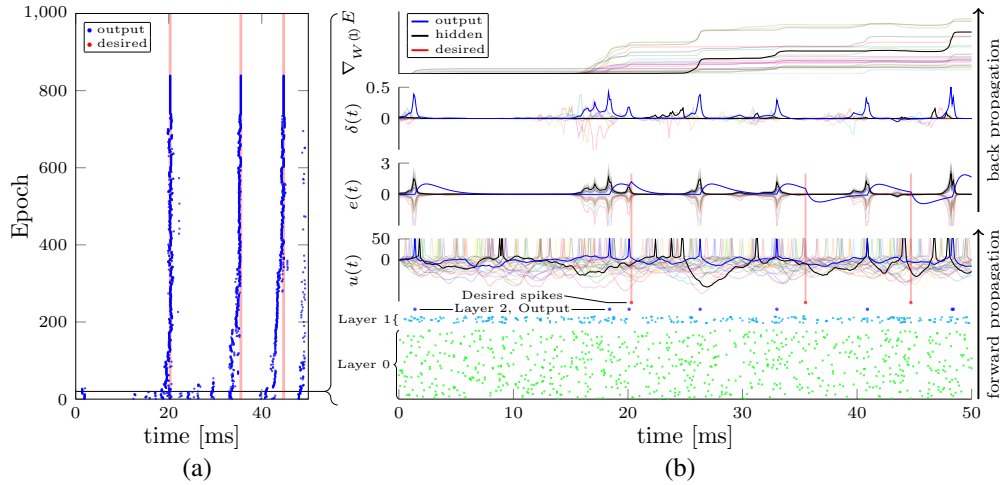 1,000
800
600
400
200
0
Epoch
output
desired
0
20
40
time [ms]
(a)
∇W(1) E
output
hidden
desired
0.5
0
δ(t)
3
0
e(t)
50
0
u(t)
Desired spikes
Layer 2, Output
Layer 1
Layer 0
0
10
20
30
40
50
time [ms]
(b)
back propagation
forward propagation